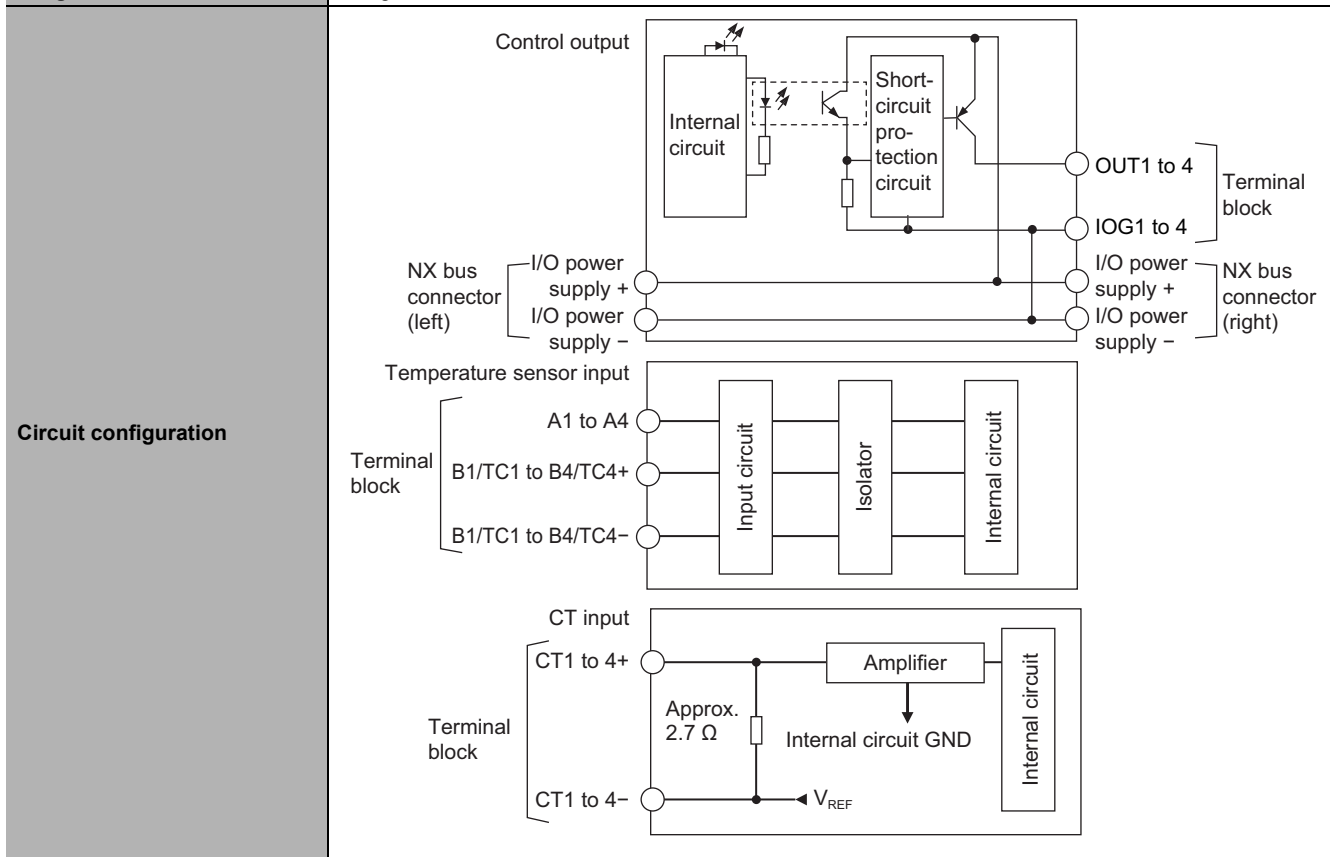 Circuit configuration
Control output
Internal
circuit
Short-
circuit
pro-
tection
circuit
OUT1 to 4
IOG1 to 4
Terminal
block
NX bus
connector
(left)
I/O power
supply +
I/O power
supply −
I/O power
supply +
I/O power
supply −
NX bus
connector
(right)
Temperature sensor input
Terminal
block
A1 to A4
B1/TC1 to B4/TC4+
B1/TC1 to B4/TC4−
Input circuit
Isolator
Internal circuit
CT input
Terminal
block
CT1 to 4+
CT1 to 4−
Approx.
2.7 Ω
Amplifier
Internal circuit GND
VREF
Internal circuit